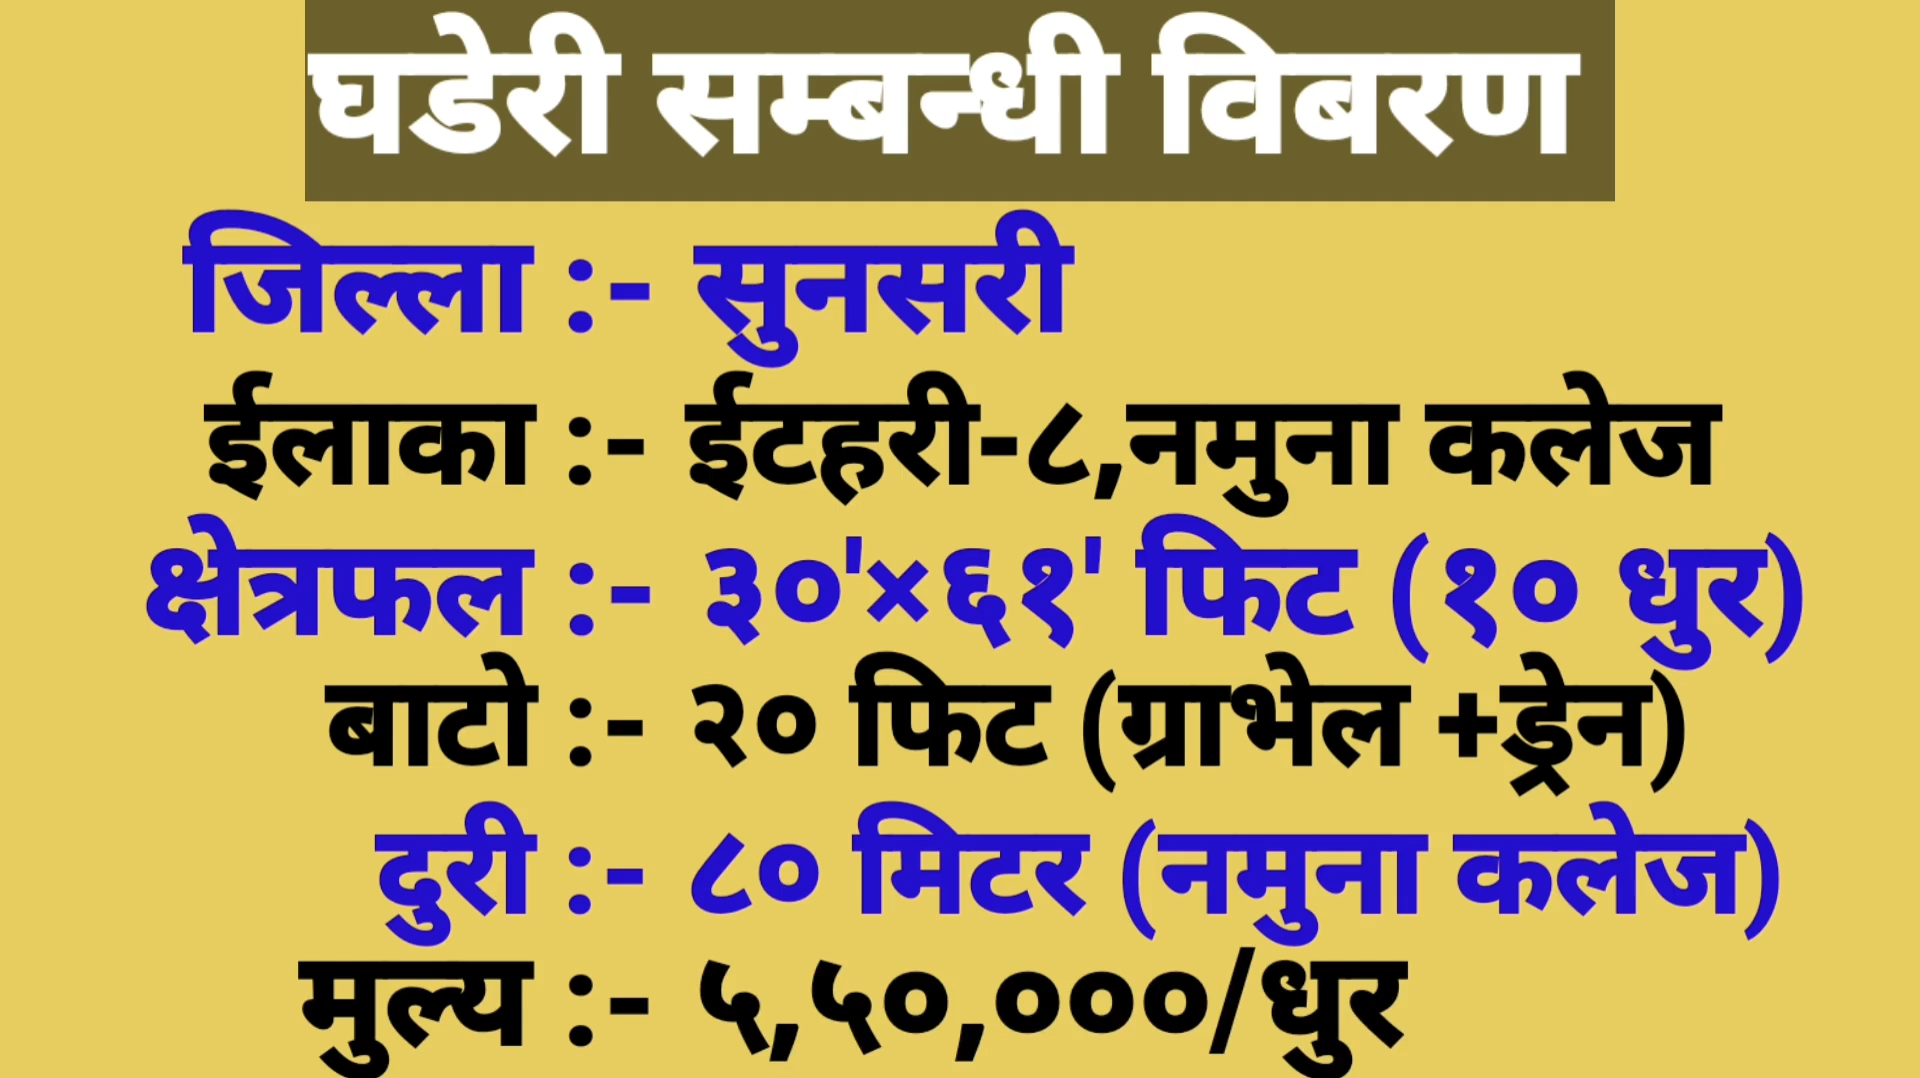 घडेरी सम्बन्धी विबरण
जिल्ला :- सुनसरी
ईलाका :- ईटहरी-८,नमुना कलेज
क्षेत्रफल :- ३०'×६१' फिट (१० धुर)
बाटो :- २० फिट (ग्राभेल +ड्रेन)
दुरी :- ८० मिटर (नमुना कलेज)
मुल्य :- ५,५०,०००/धुर